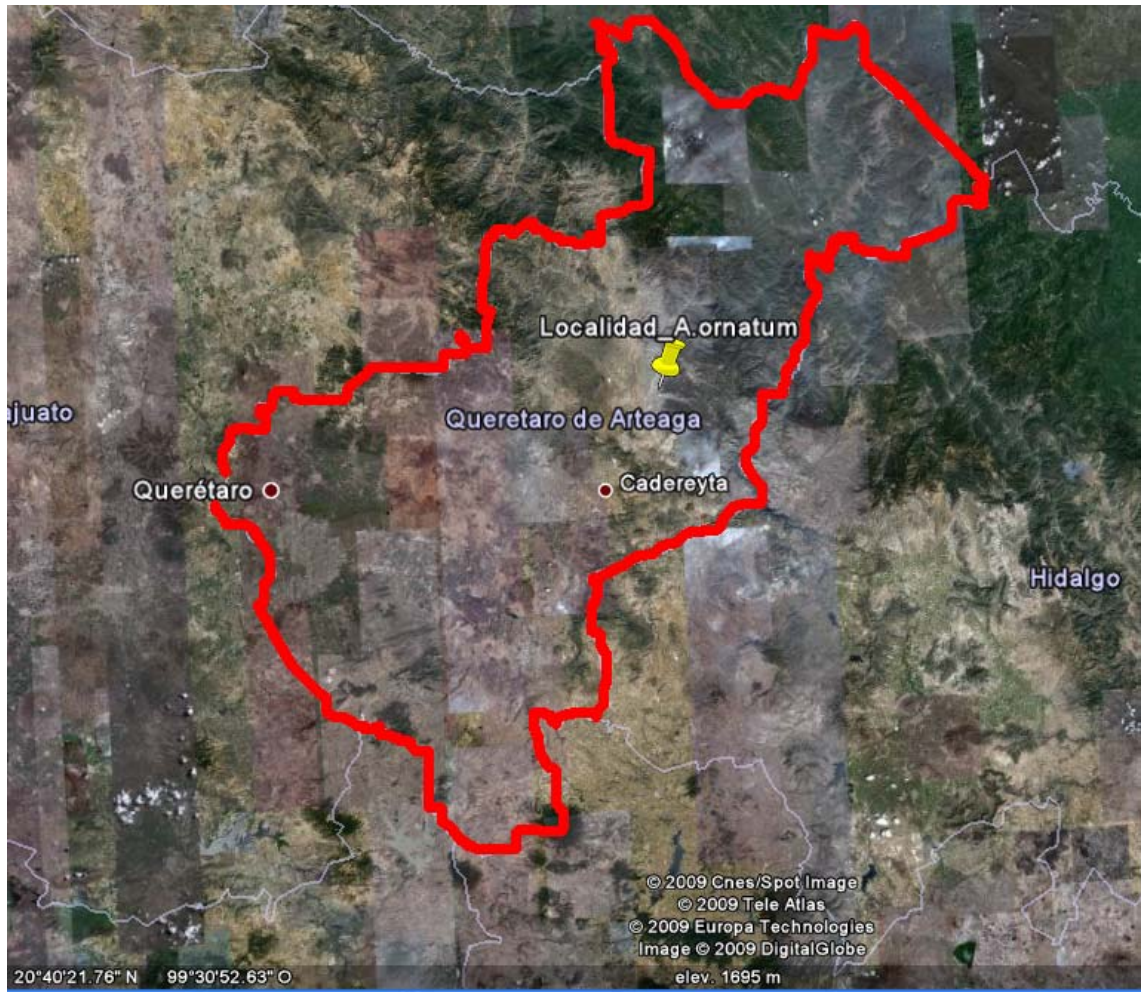 Localidad_A.ornatum
ajuato
Queretaro de Arteaga
Querétaro
Cadereyta
Hidalgo
© 2009 Cnes/Spot Image
© 2009 Tele Atlas
© 2009 Europa Technologies
Image © 2009 DigitalGlobe
20°40'21.76" N 99°30'52.63" O elev. 1695 m